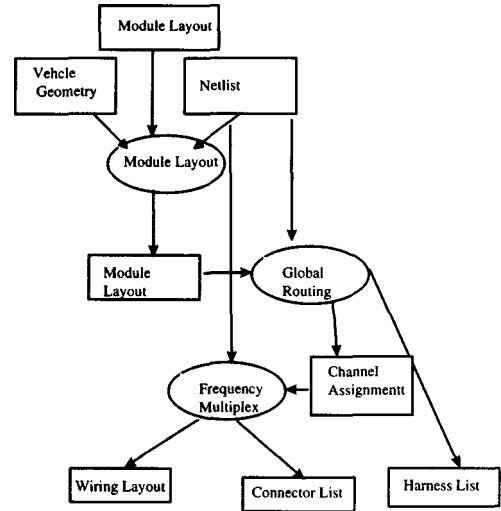 Module Layout
Vehcle
Geometry
Netlist
Module Layout
Module
Layout
Global
Routing
Channel
Assignmentt
Frequency
Multiplex
Wiring Layout
Connector List
Harness List